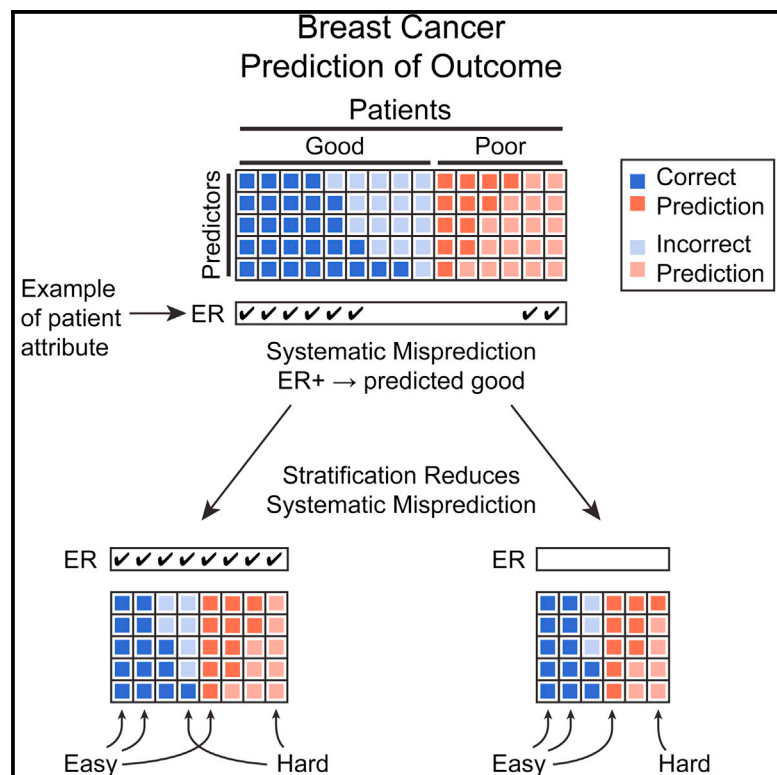 Breast Cancer
Prediction of Outcome
Patients
Good Poor
Predictors
Correct
Prediction
Incorrect
Prediction
Example
of patient
attribute
ER ✔✔✔✔✔✔ ✔✔
Systematic Misprediction
ER+ → predicted good
Stratification Reduces
Systematic Misprediction
ER ✔✔✔✔✔✔✔✔
ER
Easy Hard
Easy Hard